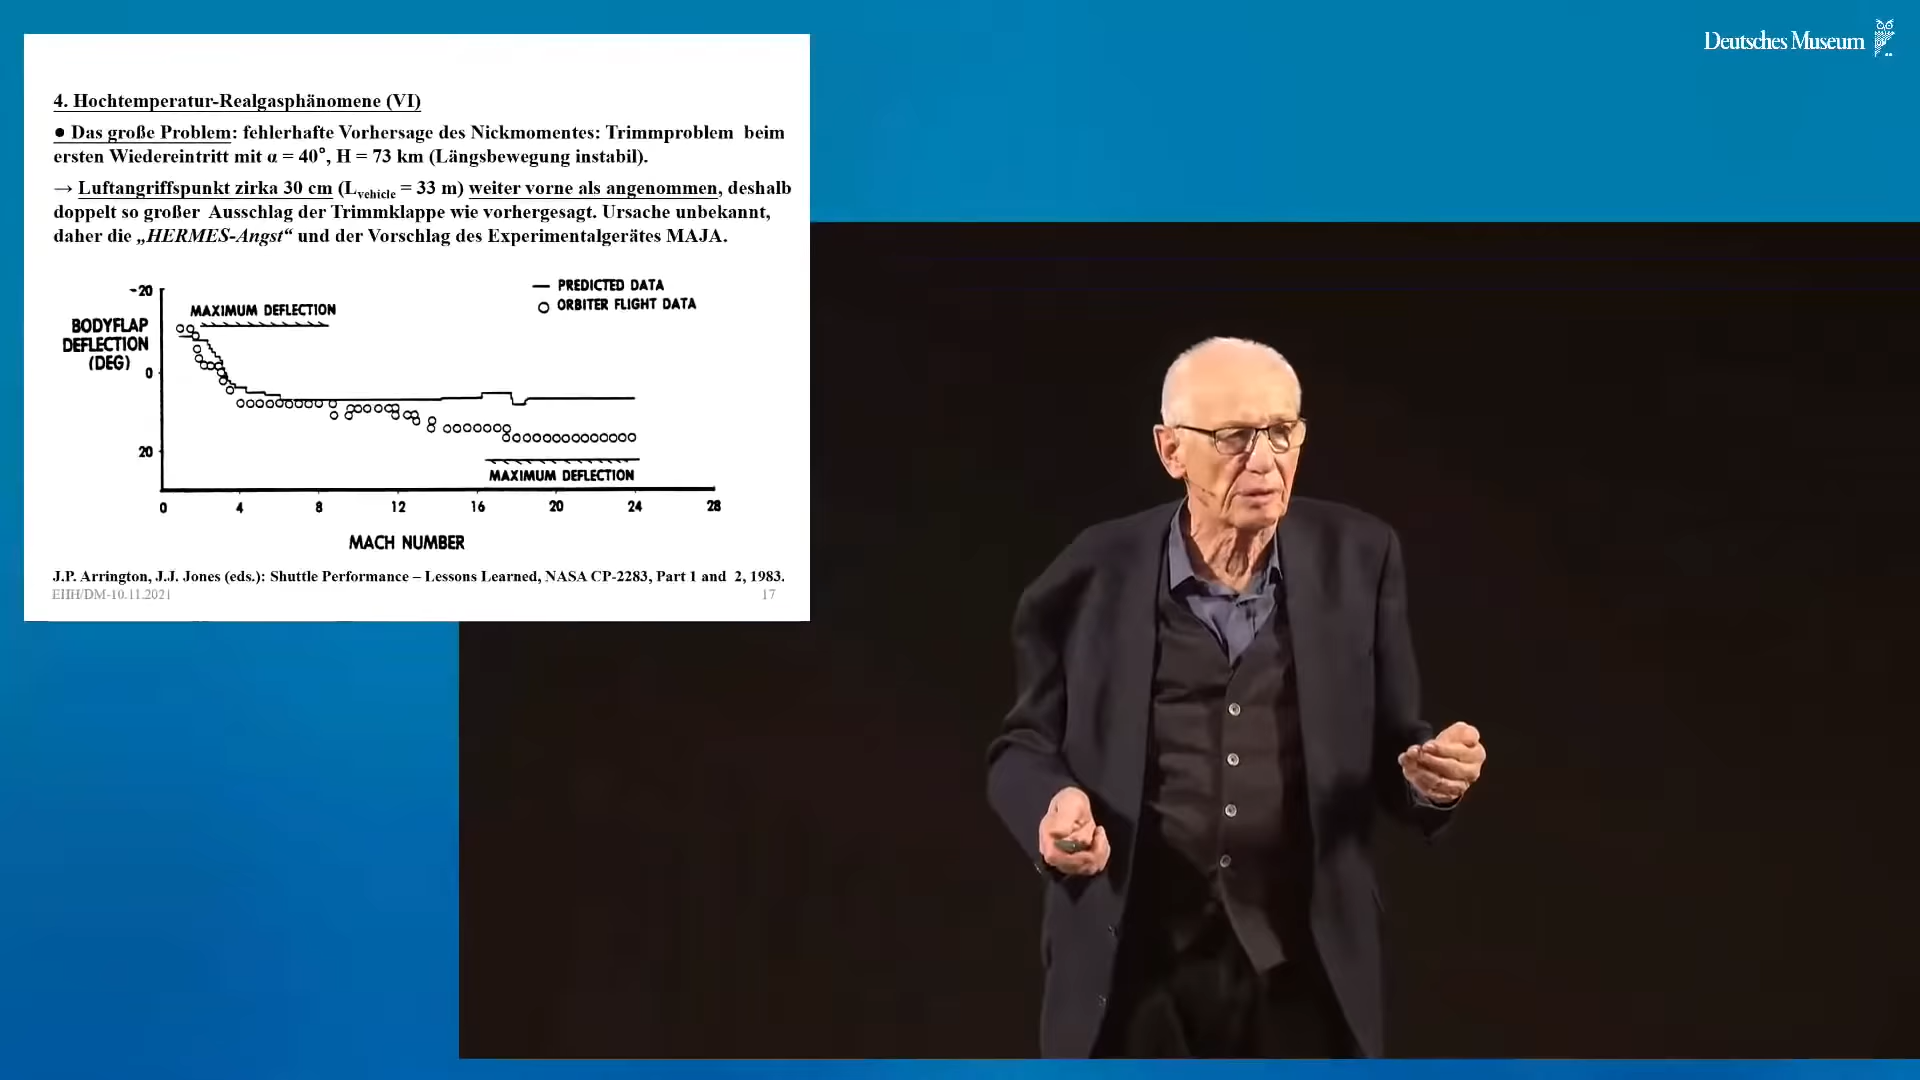 Deutsches Museum
4. Hochtemperatur-Realgasphänomene (VI)
● Das große Problem: fehlerhafte Vorhersage des Nickmomentes: Trimmproblem beim
ersten Wiedereintritt mit α = 40°, H = 73 km (Längsbewegung instabil).
→ Luftangriffspunkt zirka 30 cm (Lvehicle = 33 m) weiter vorne als angenommen, deshalb
doppelt so großer Ausschlag der Trimmklappe wie vorhergesagt. Ursache unbekannt,
daher die „HERMES-Angst“ und der Vorschlag des Experimentalgerätes MAJA.
— PREDICTED DATA
○ ORBITER FLIGHT DATA
-20
MAXIMUM DEFLECTION
BODYFLAP
DEFLECTION
(DEG)
0
20
MAXIMUM DEFLECTION
0 4 8 12 16 20 24 28
MACH NUMBER
J.P. Arrington, J.J. Jones (eds.): Shuttle Performance – Lessons Learned, NASA CP-2283, Part 1 and 2, 1983.
EHH/DM-10.11.2021 17